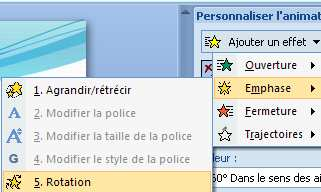 Personnaliser l'animat
Ajouter un effet
Ouverture
Emphase
Fermeture
Trajectoires
1. Agrandir/rétrécir
2. Modifier la police
3. Modifier la taille de la police
4. Modifier le style de la police
5. Rotation
eur :
60° Dans le sens des ai